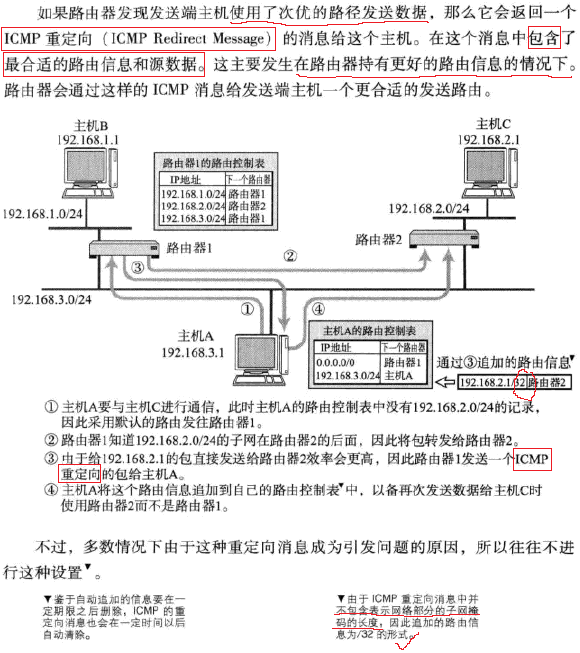 如果路由器发现发送端主机使用了次优的路径发送数据，那么它会返回一个
ICMP 重定向（ICMP Redirect Message）的消息给这个主机。在这个消息中包含了
最合适的路由信息和源数据。这主要发生在路由器持有更好的路由信息的情况下。
路由器会通过这样的 ICMP 消息给发送端主机一个更合适的发送路由。
主机B
192.168.1.1
主机C
192.168.2.1
路由器1的路由控制表
IP地址 下一个路由器
192.168.1.0/24 路由器1
192.168.2.0/24 路由器2
192.168.3.0/24 路由器1
192.168.1.0/24
192.168.2.0/24
路由器1
路由器2
②
③
192.168.3.0/24
①
④
主机A
192.168.3.1
主机A的路由控制表
IP地址 下一个路由器
0.0.0.0/0 路由器1
192.168.3.0/24 主机A
通过③追加的路由信息▼
192.168.2.1/32 路由器2
① 主机A要与主机C进行通信，此时主机A的路由控制表中没有192.168.2.0/24的记录，
因此采用默认的路由发往路由器1。
② 路由器1知道192.168.2.0/24的子网在路由器2的后面，因此将包转发给路由器2。
③ 由于给192.168.2.1的包直接发送给路由器2效率会更高，因此路由器1发送一个ICMP
重定向的包给主机A。
④ 主机A将这个路由信息追加到自己的路由控制表▼中，以备再次发送数据给主机C时
使用路由器2而不是路由器1。
不过，多数情况下由于这种重定向消息成为引发问题的原因，所以往往不进
行这种设置▼。
▼鉴于自动追加的信息要在一
定期限之后删除，ICMP 的重
定向消息也会在一定时间以后
自动清除。
▼由于 ICMP 重定向消息中并
不包含表示网络部分的子网掩
码的长度，因此追加的路由信
息为/32 的形式。